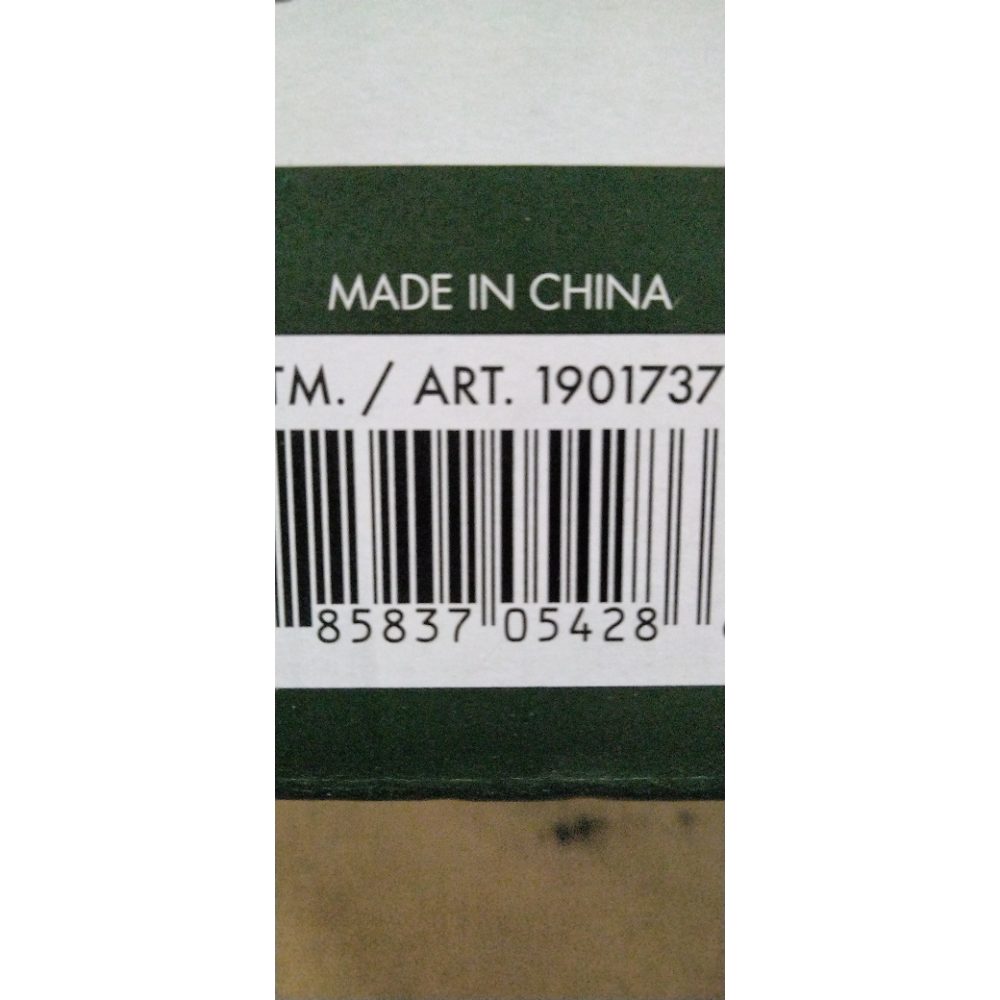 MADE IN CHINA
TM. / ART. 1901737
85837 05428